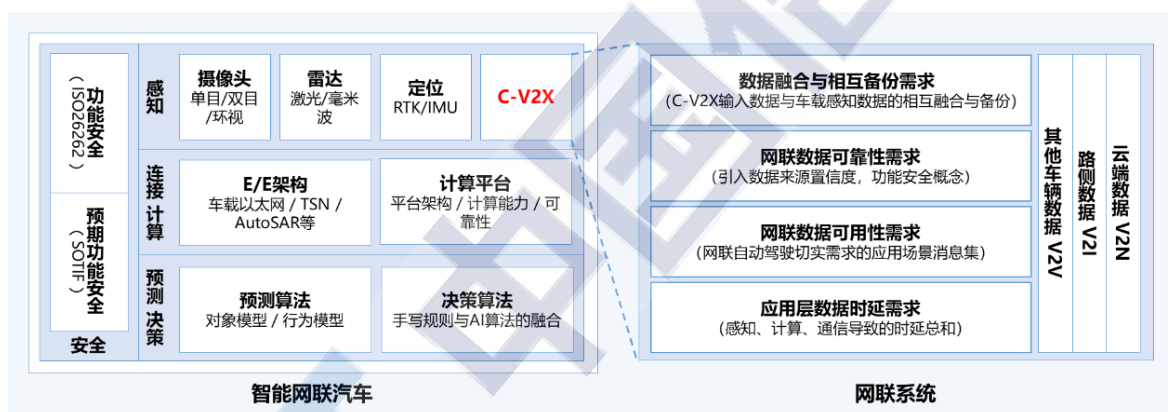 功能安全
（ISO26262）
预期功能安全
（SOTIF）
安全
感知
摄像头
单目/双目
/环视
雷达
激光/毫米
波
定位
RTK/IMU
C-V2X
连接 计算
E/E架构
车载以太网 / TSN /
AutoSAR等
计算平台
平台架构 / 计算能力 / 可
靠性
预测 决策
预测算法
对象模型 / 行为模型
决策算法
手写规则与AI算法的融合
智能网联汽车
数据融合与相互备份需求
(C-V2X输入数据与车载感知数据的相互融合与备份)
网联数据可靠性需求
(引入数据来源置信度，功能安全概念)
网联数据可用性需求
(网联自动驾驶切实需求的应用场景消息集)
应用层数据时延需求
(感知、计算、通信导致的时延总和)
其他车辆数据 V2V
路侧数据 V2I
云端数据 V2N
网联系统